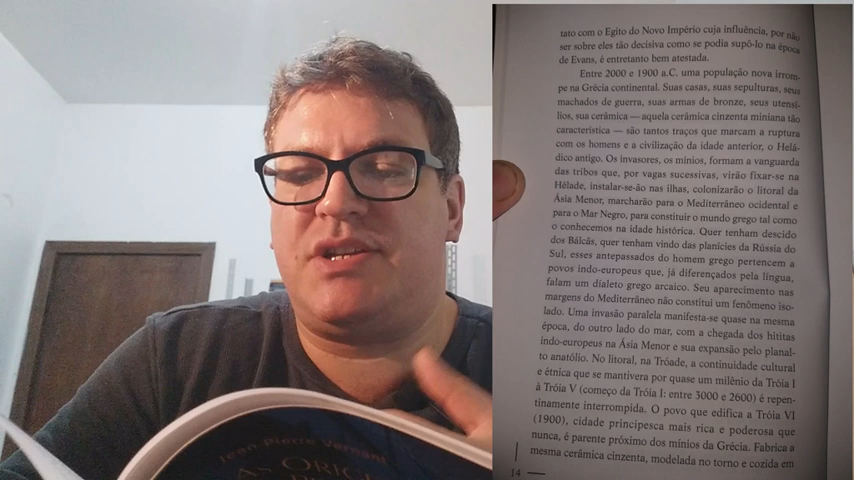 Jean-Pierre Vernant
AS ORIG
tato com o Egito do Novo Império cuja influência, por não
ser sobre eles tão decisiva como se podia supô-lo na época
de Evans, é entretanto bem atestada.
Entre 2000 e 1900 a.C. uma população nova irrom-
pe na Grécia continental. Suas casas, suas sepulturas, seus
machados de guerra, suas armas de bronze, seus utensí-
lios, sua cerâmica — aquela cerâmica cinzenta miniana tão
característica — são tantos traços que marcam a ruptura
com os homens e a civilização da idade anterior, o Helá-
dico antigo. Os invasores, os mínios, formam a vanguarda
das tribos que, por vagas sucessivas, virão fixar-se na
Hélade, instalar-se-ão nas ilhas, colonizarão o litoral da
Ásia Menor, marcharão para o Mediterrâneo ocidental e
para o Mar Negro, para constituir o mundo grego tal como
o conhecemos na idade histórica. Quer tenham descido
dos Bálcãs, quer tenham vindo das planícies da Rússia do
Sul, esses antepassados do homem grego pertencem a
povos indo-europeus que, já diferençados pela língua,
falam um dialeto grego arcaico. Seu aparecimento nas
margens do Mediterrâneo não constitui um fenômeno iso-
lado. Uma invasão paralela manifesta-se quase na mesma
época, do outro lado do mar, com a chegada dos hititas
indo-europeus na Ásia Menor e sua expansão pelo planal-
to anatólio. No litoral, na Tróade, a continuidade cultural
e étnica que se mantivera por quase um milênio da Tróia I
à Tróia V (começo da Tróia I: entre 3000 e 2600) é repen-
tinamente interrompida. O povo que edifica a Tróia VI
(1900), cidade principesca mais rica e poderosa que
nunca, é parente próximo dos mínios da Grécia. Fabrica a
mesma cerâmica cinzenta, modelada no torno e cozida em
14